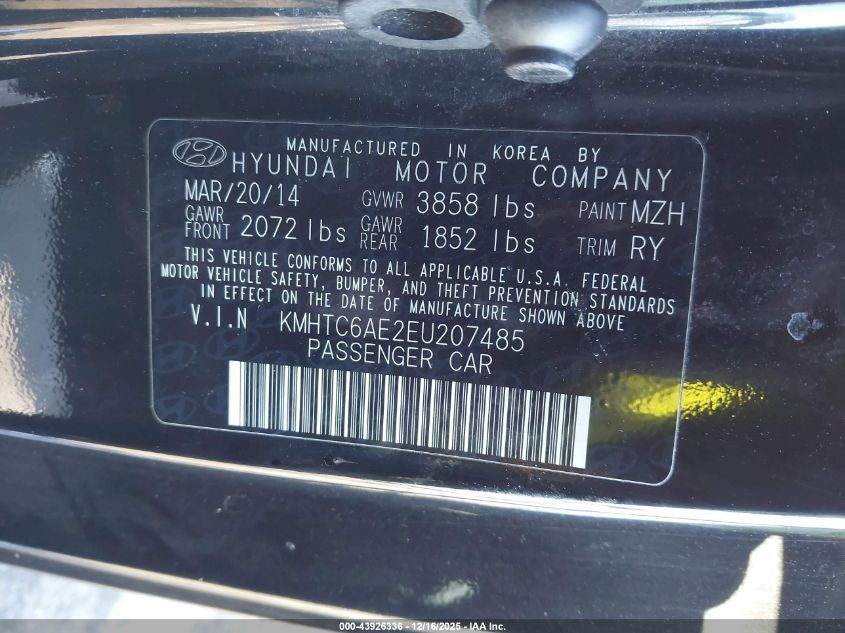 MANUFACTURED IN KOREA BY
HYUNDAI MOTOR COMPANY
MAR/20/14 GVWR 3858 lbs PAINT MZH
GAWR FRONT 2072 lbs GAWR REAR 1852 lbs TRIM RY
THIS VEHICLE CONFORMS TO ALL APPLICABLE U.S.A. FEDERAL
MOTOR VEHICLE SAFETY, BUMPER, AND THEFT PREVENTION STANDARDS
IN EFFECT ON THE DATE OF MANUFACTURE SHOWN ABOVE
V.I.N KMHTC6AE2EU207485
PASSENGER CAR
000-43926336 - 12/16/2025 - IAA Inc.